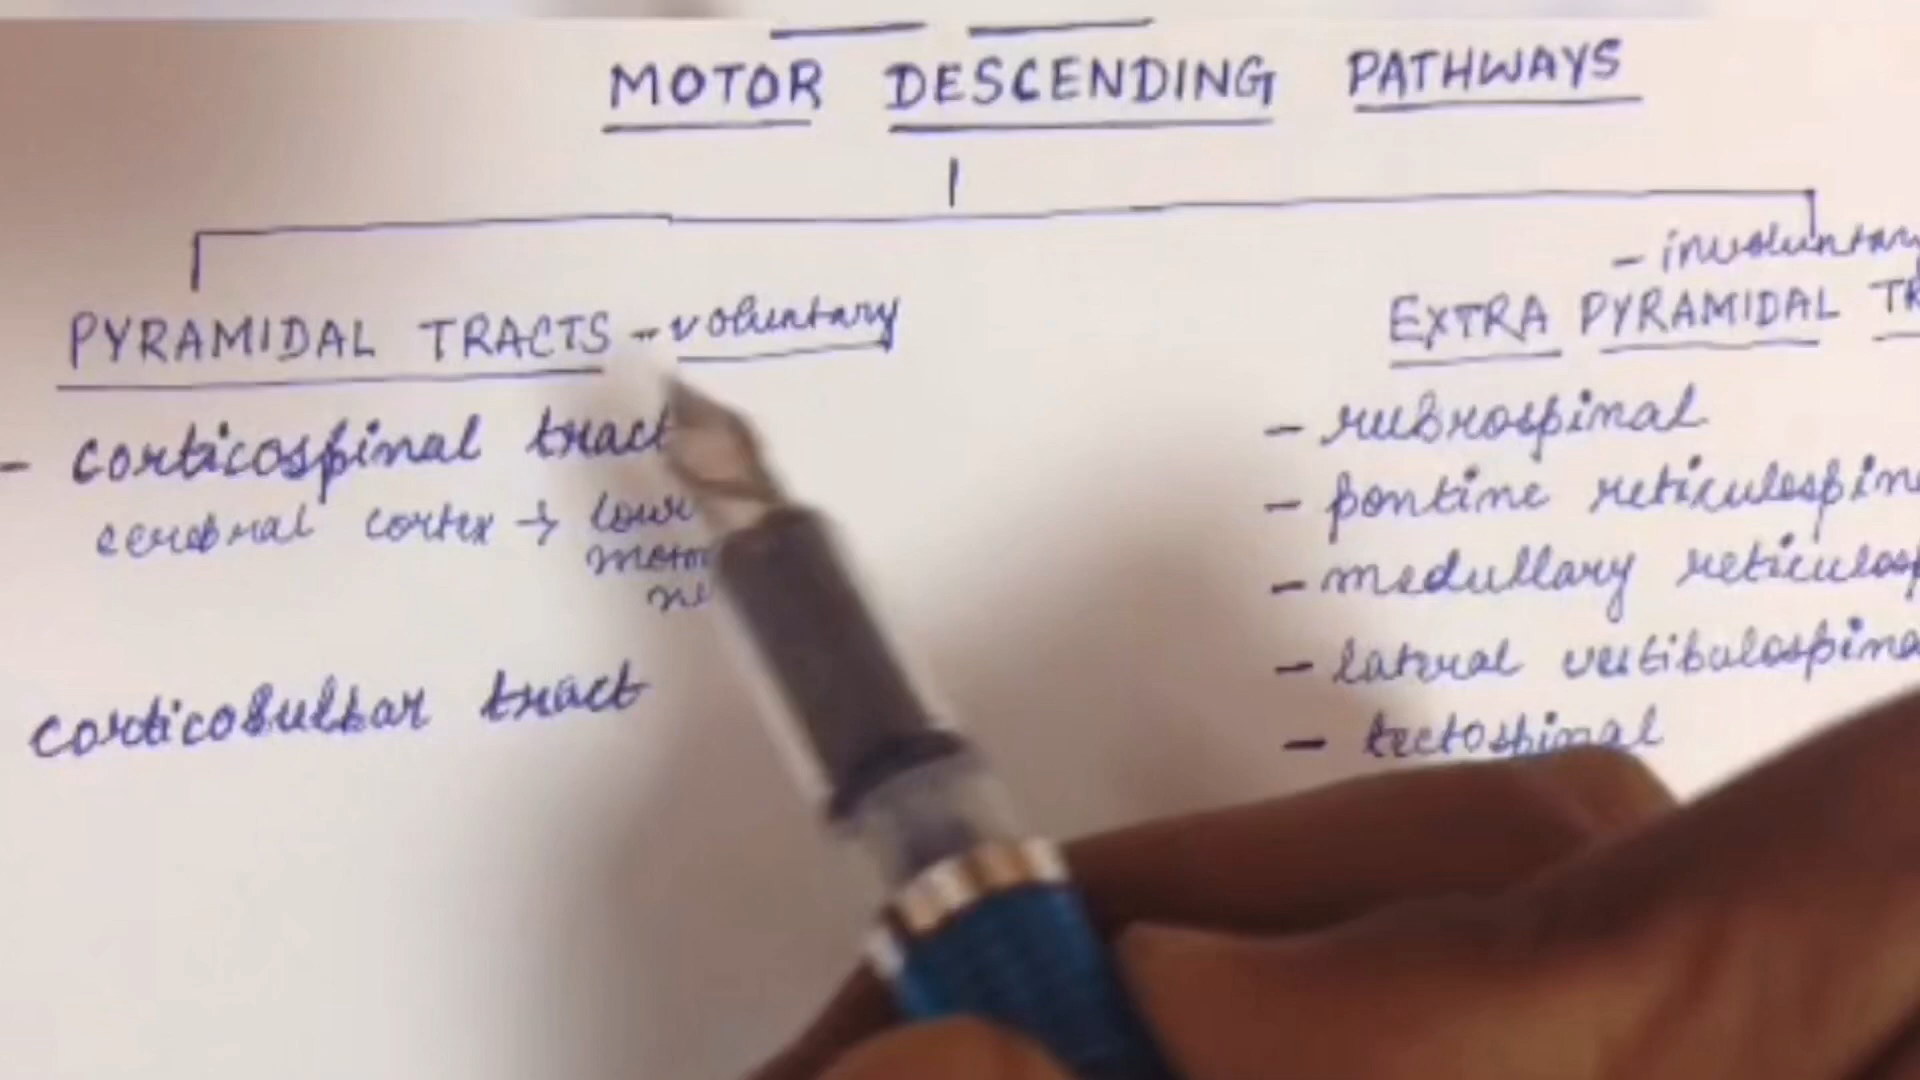 MOTOR DESCENDING PATHWAYS
PYRAMIDAL TRACTS - voluntary
- corticospinal tract
cerebral cortex →
corticobulbar tract
- involuntary
EXTRA PYRAMIDAL
- rubrospinal
- pontine
- medullary
- lateral
- tectospinal